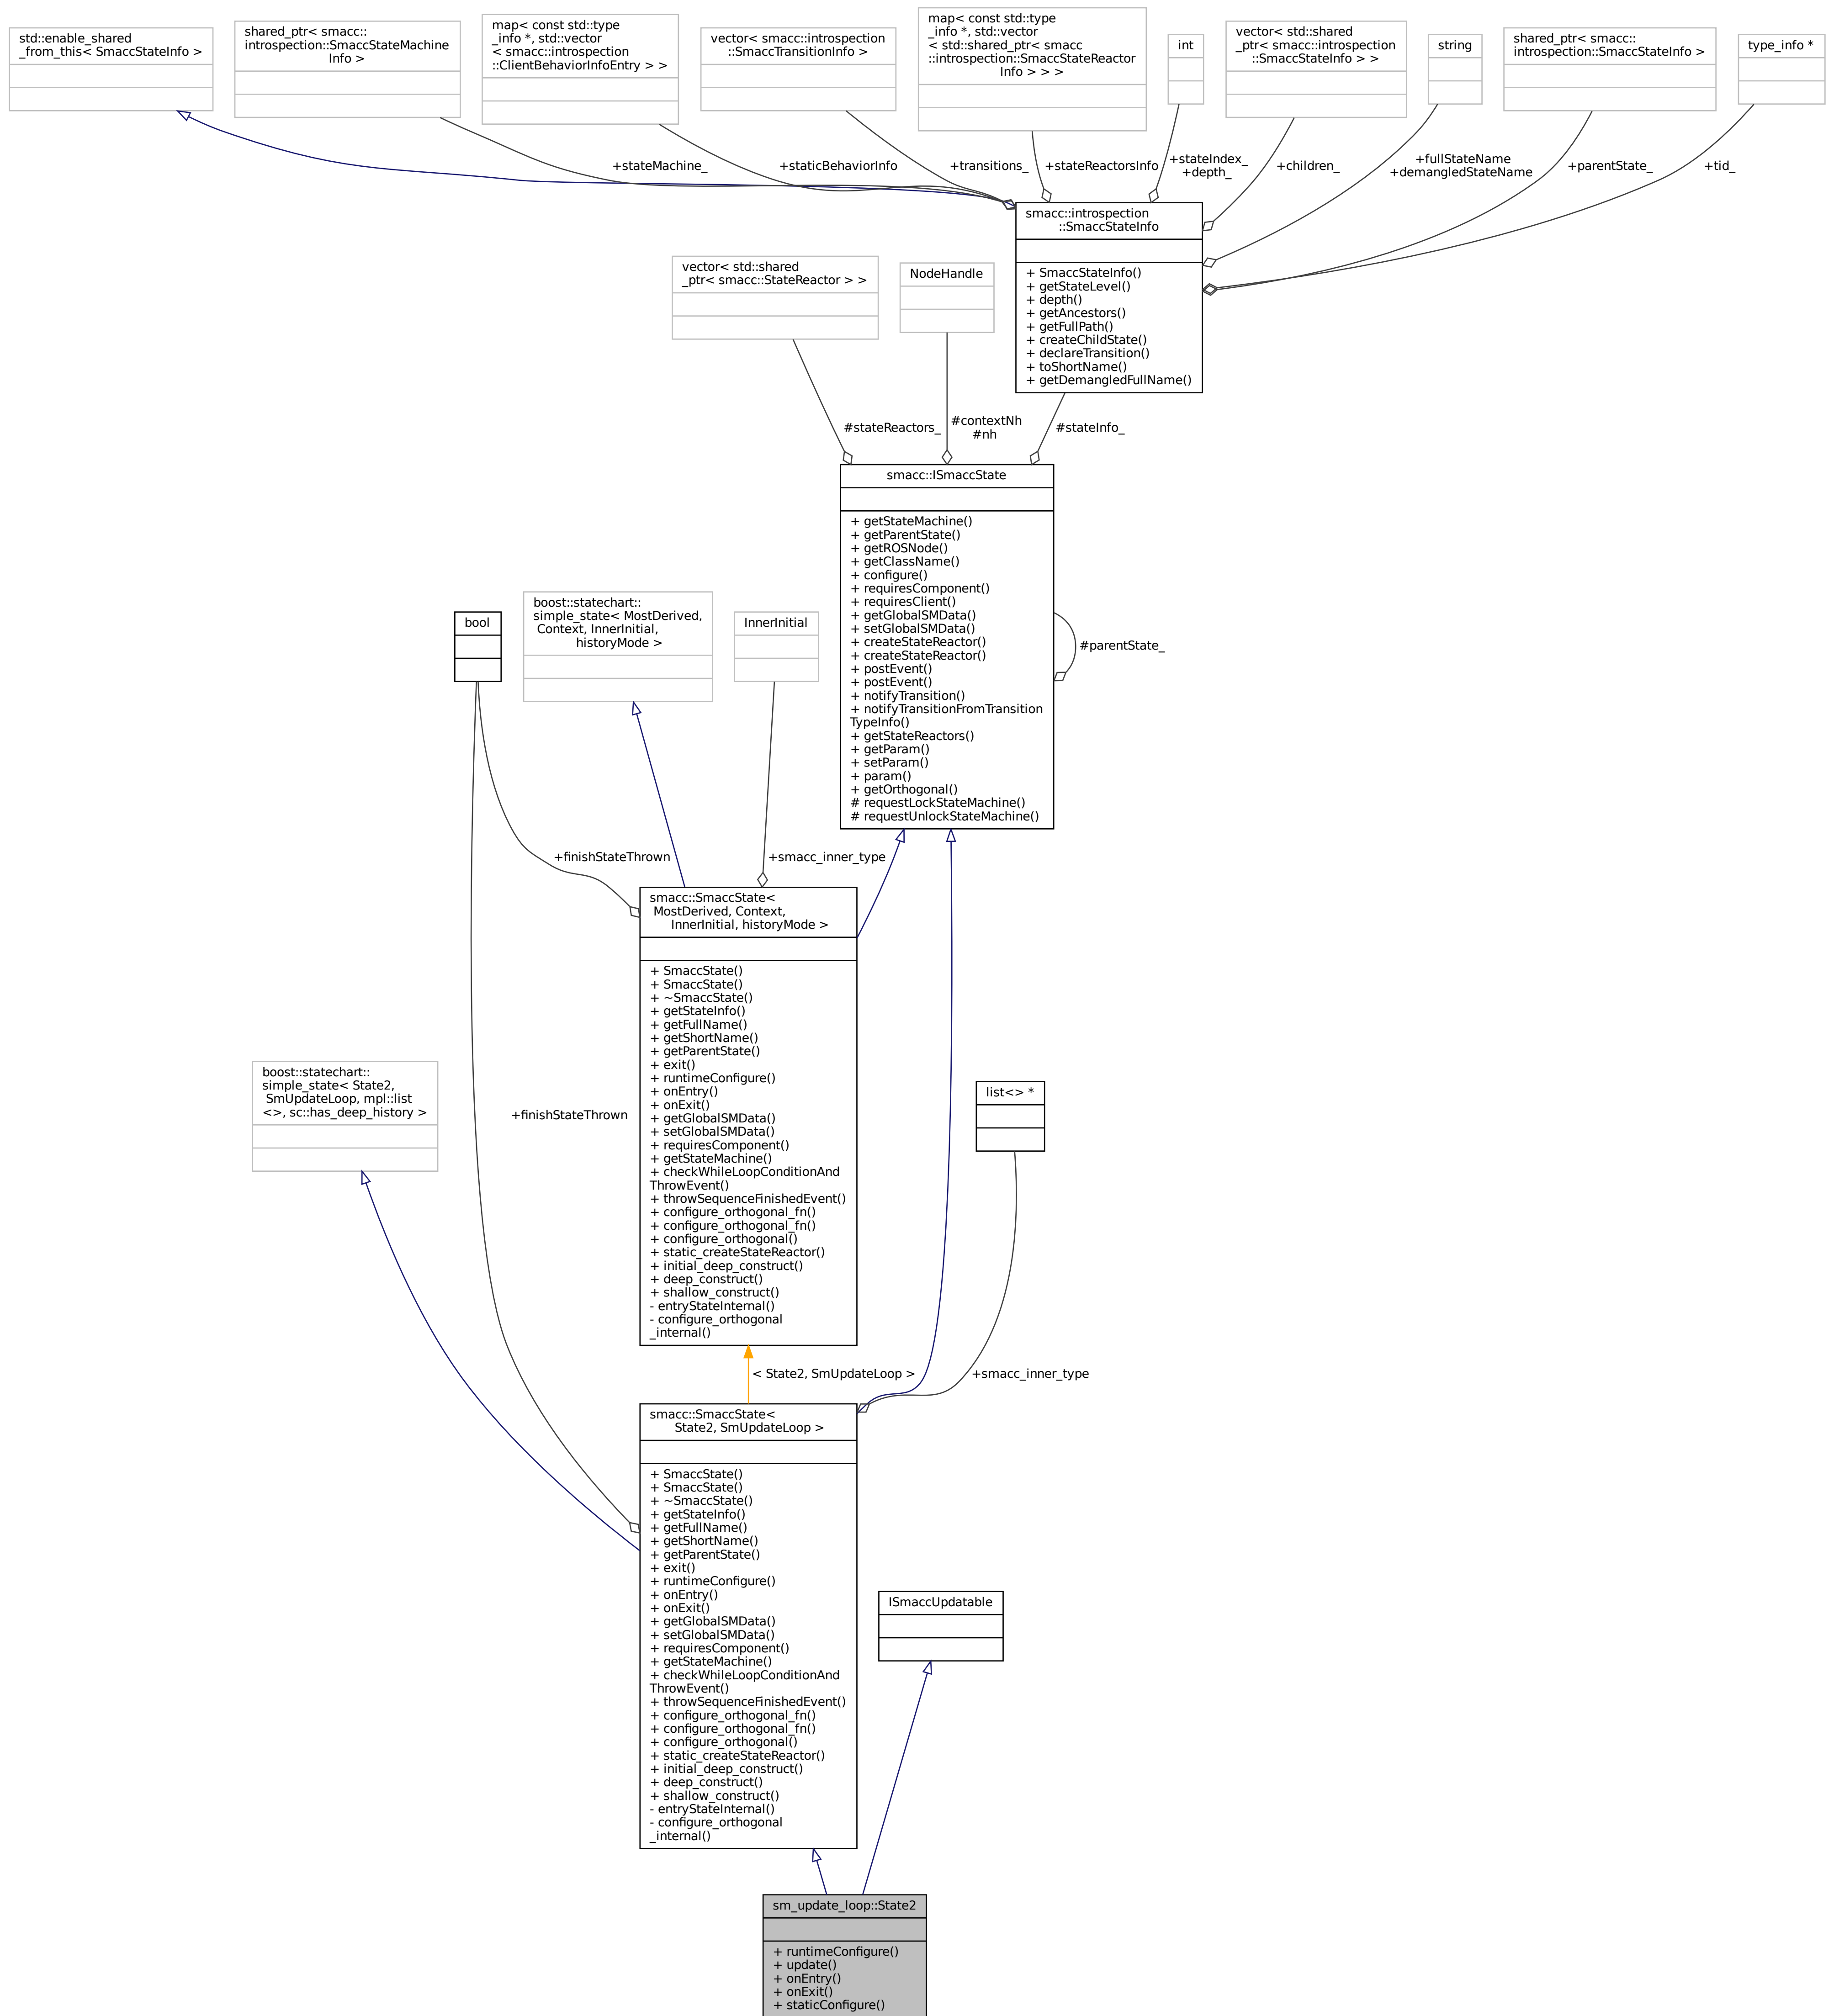 std::enable_shared
_from_this< SmaccStateInfo >
shared_ptr< smacc::
introspection::SmaccStateMachine
Info >
map< const std::type
_info *, std::vector
< smacc::introspection
::ClientBehaviorInfoEntry > >
vector< smacc::introspection
::SmaccTransitionInfo >
map< const std::type
_info *, std::vector
< std::shared_ptr< smacc
::introspection::SmaccStateReactor
Info > > >
int
vector< std::shared
_ptr< smacc::introspection
::SmaccStateInfo > >
string
shared_ptr< smacc::
introspection::SmaccStateInfo >
type_info *
+stateMachine_
+staticBehaviorInfo
+transitions_
+stateReactorsInfo
+stateIndex_
+depth_
+children_
+fullStateName
+demangledStateName
+parentState_
+tid_
smacc::introspection
::SmaccStateInfo
+ SmaccStateInfo()
+ getStateLevel()
+ depth()
+ getAncestors()
+ getFullPath()
+ createChildState()
+ declareTransition()
+ toShortName()
+ getDemangledFullName()
vector< std::shared
_ptr< smacc::StateReactor > >
NodeHandle
#stateReactors_
#contextNh
#nh
#stateInfo_
smacc::ISmaccState
+ getStateMachine()
+ getParentState()
+ getROSNode()
+ getClassName()
+ configure()
+ requiresComponent()
+ requiresClient()
+ getGlobalSMData()
+ setGlobalSMData()
+ createStateReactor()
+ createStateReactor()
+ postEvent()
+ postEvent()
+ notifyTransition()
+ notifyTransitionFromTransition
TypeInfo()
+ getStateReactors()
+ getParam()
+ setParam()
+ param()
+ getOrthogonal()
# requestLockStateMachine()
# requestUnlockStateMachine()
#parentState_
bool
boost::statechart::
simple_state< MostDerived,
Context, InnerInitial,
historyMode >
InnerInitial
+finishStateThrown
+smacc_inner_type
smacc::SmaccState<
MostDerived, Context,
InnerInitial, historyMode >
+ SmaccState()
+ SmaccState()
+ ~SmaccState()
+ getStateInfo()
+ getFullName()
+ getShortName()
+ getParentState()
+ exit()
+ runtimeConfigure()
+ onEntry()
+ onExit()
+ getGlobalSMData()
+ setGlobalSMData()
+ requiresComponent()
+ getStateMachine()
+ checkWhileLoopConditionAnd
ThrowEvent()
+ throwSequenceFinishedEvent()
+ configure_orthogonal_fn()
+ configure_orthogonal_fn()
+ configure_orthogonal()
+ static_createStateReactor()
+ initial_deep_construct()
+ deep_construct()
+ shallow_construct()
- entryStateInternal()
- configure_orthogonal
_internal()
boost::statechart::
simple_state< State2,
SmUpdateLoop, mpl::list
<>, sc::has_deep_history >
+finishStateThrown
list<> *
< State2, SmUpdateLoop >
+smacc_inner_type
smacc::SmaccState<
State2, SmUpdateLoop >
+ SmaccState()
+ SmaccState()
+ ~SmaccState()
+ getStateInfo()
+ getFullName()
+ getShortName()
+ getParentState()
+ exit()
+ runtimeConfigure()
+ onEntry()
+ onExit()
+ getGlobalSMData()
+ setGlobalSMData()
+ requiresComponent()
+ getStateMachine()
+ checkWhileLoopConditionAnd
ThrowEvent()
+ throwSequenceFinishedEvent()
+ configure_orthogonal_fn()
+ configure_orthogonal_fn()
+ configure_orthogonal()
+ static_createStateReactor()
+ initial_deep_construct()
+ deep_construct()
+ shallow_construct()
- entryStateInternal()
- configure_orthogonal
_internal()
ISmaccUpdatable
sm_update_loop::State2
+ runtimeConfigure()
+ update()
+ onEntry()
+ onExit()
+ staticConfigure()